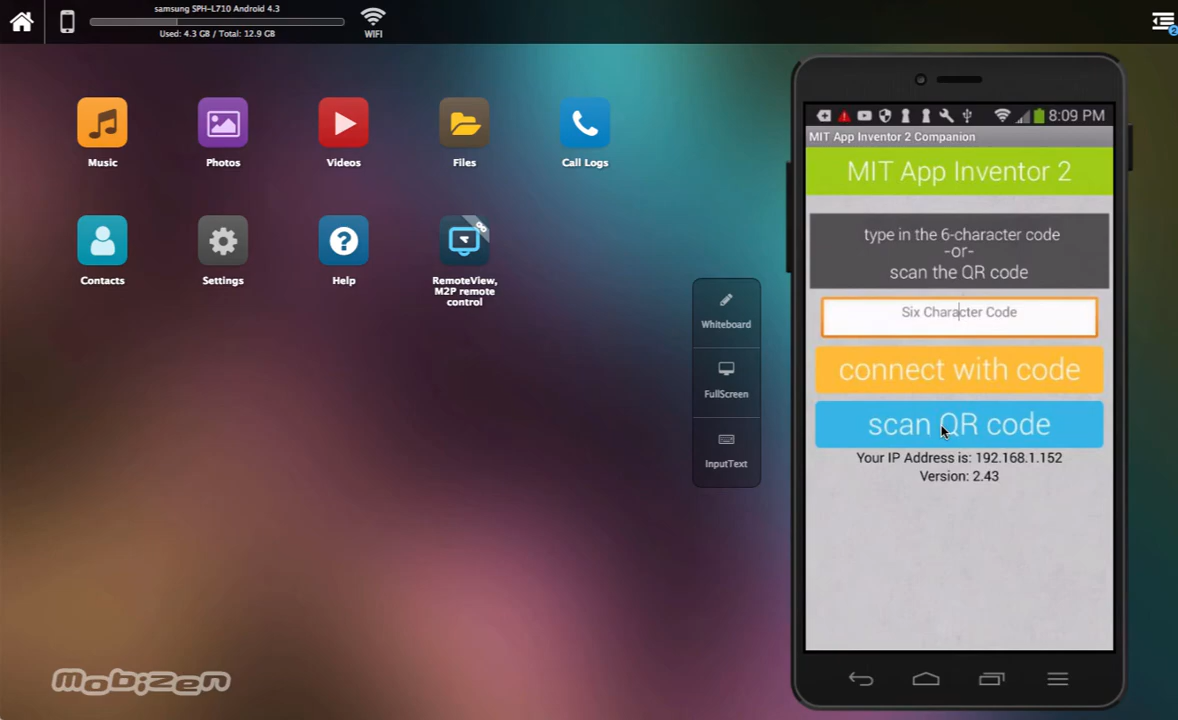 samsung SPH-L710 Android 4.3
Used: 4.3 GB / Total: 12.9 GB
WIFI
2
Music
Photos
Videos
Files
Call Logs
Contacts
Settings
Help
RemoteView,
M2P remote
control
Whiteboard
FullScreen
InputText
8:09 PM
MIT App Inventor 2 Companion
MIT App Inventor 2
type in the 6-character code
-or-
scan the QR code
Six Character Code
connect with code
scan QR code
Your IP Address is: 192.168.1.152
Version: 2.43
mobizen